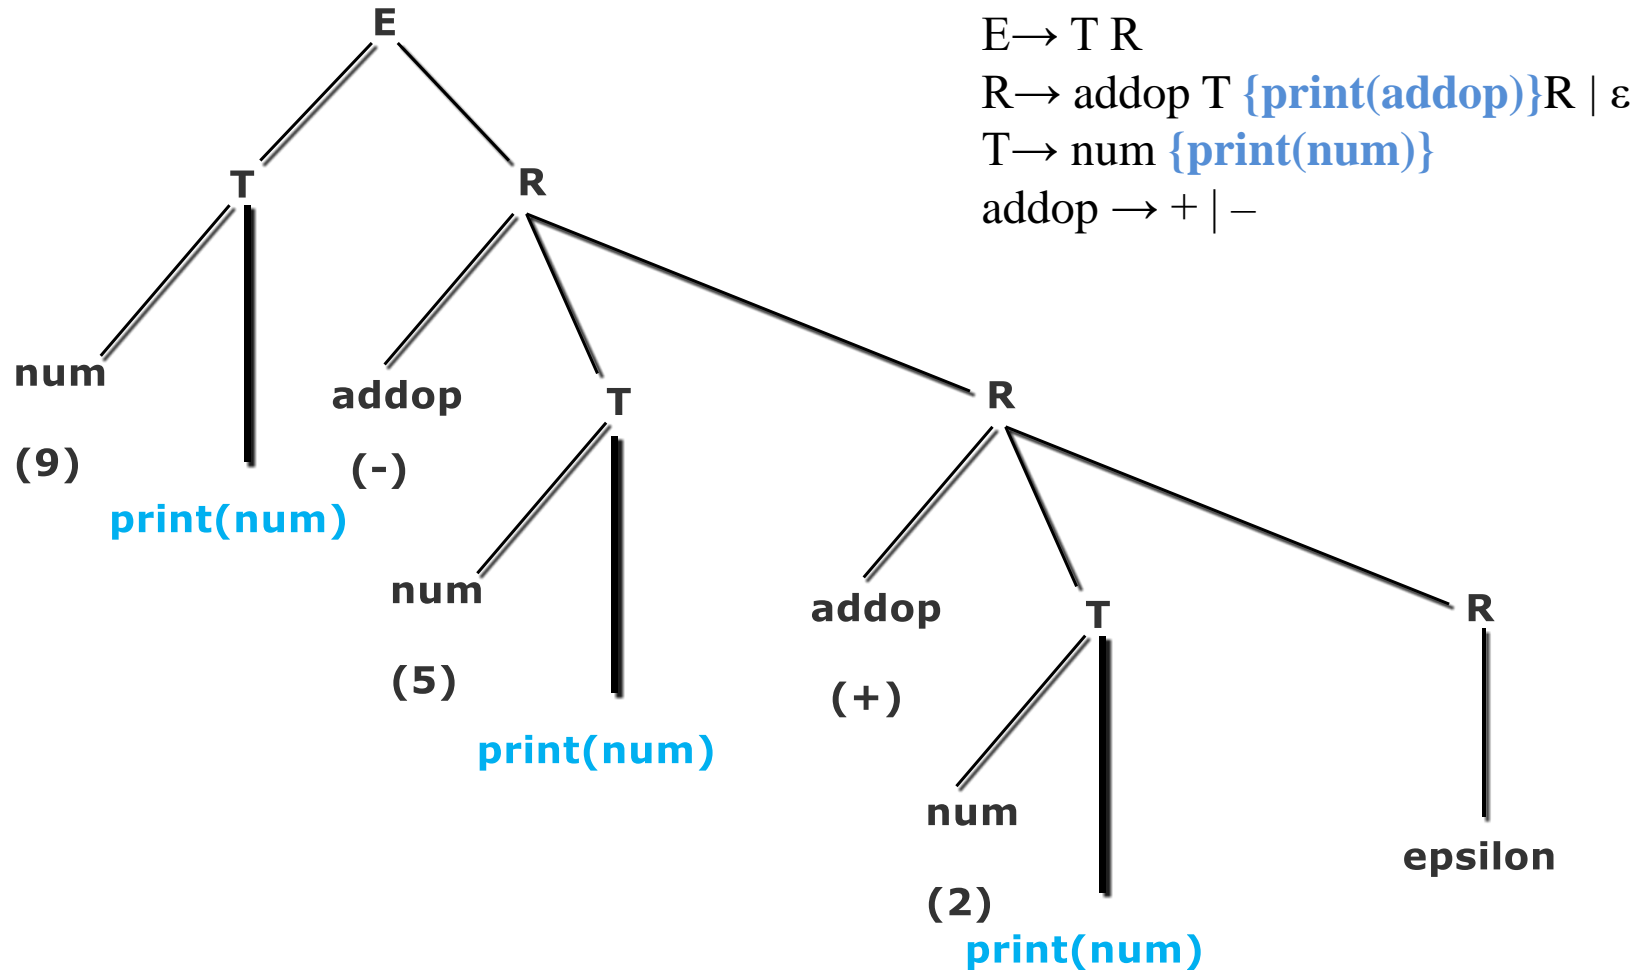 E
E→ T R
R→ addop T {print(addop)}R | ε
T→ num {print(num)}
addop → + | –
T
R
num
addop
T
R
(9)
(-)
print(num)
num
addop
T
R
(5)
(+)
print(num)
num
epsilon
(2)
print(num)